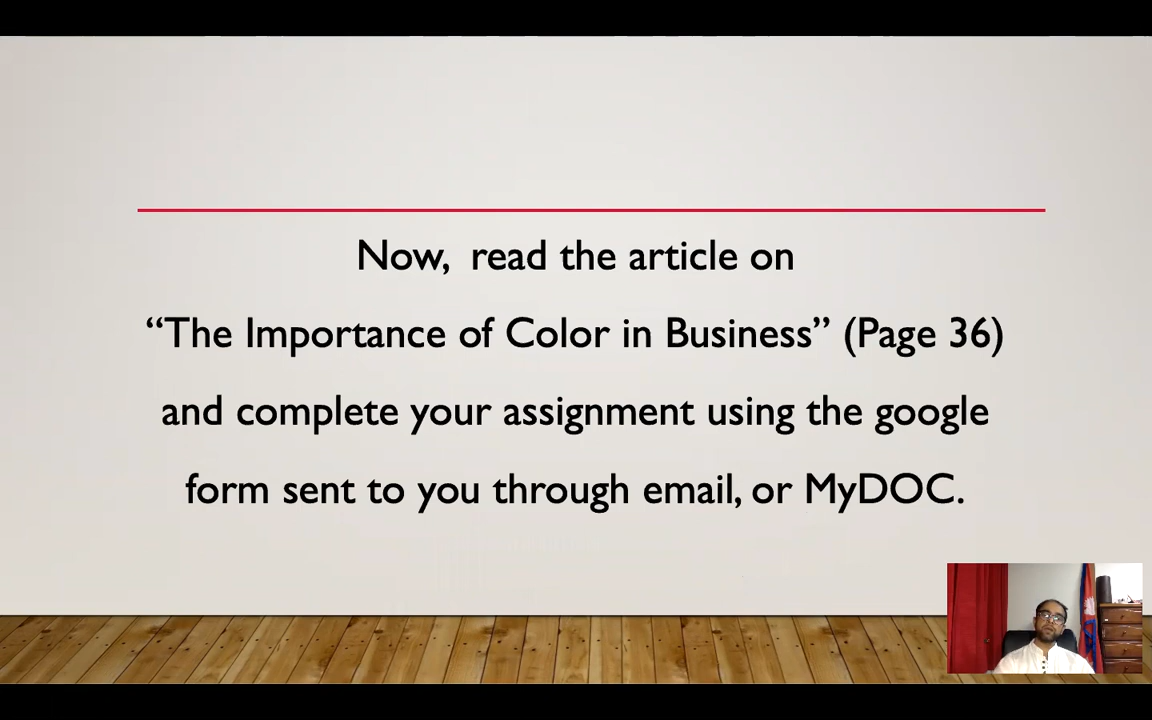 Now, read the article on
“The Importance of Color in Business” (Page 36)
and complete your assignment using the google
form sent to you through email, or MyDOC.